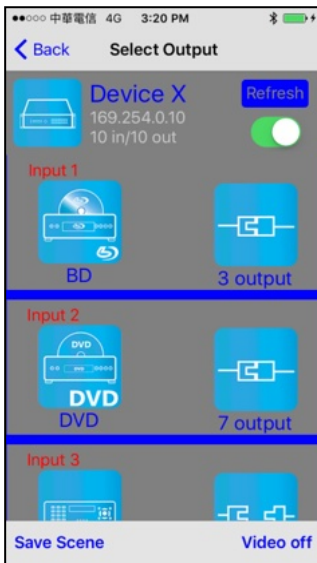 中華電信 4G 3:20 PM
Back Select Output
Device X Refresh
169.254.0.10
10 in/10 out
Input 1
BD 3 output
Input 2
DVD
DVD
DVD 7 output
Input 3
Save Scene Video off